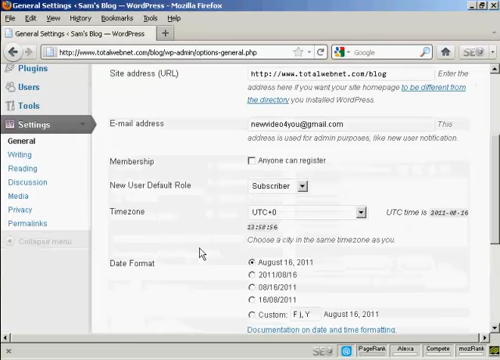 General Settings ‹ Sam's Blog — WordPress - Mozilla Firefox
File Edit View History Bookmarks Tools Help
General Settings ‹ Sam's Blog — WordPress
http://www.totalwebnet.com/blog/wp-admin/options-general.php
Google
SEO
Plugins
Users
Tools
Settings
General
Writing
Reading
Discussion
Media
Privacy
Permalinks
Collapse menu
Site address (URL) http://www.totalwebnet.com/blog Enter the
address here if you want your site homepage to be different from
the directory you installed WordPress.
E-mail address newvideo4you@gmail.com This
address is used for admin purposes, like new user notification.
Membership Anyone can register
New User Default Role Subscriber
Timezone UTC+0 UTC time is 2011-08-16
23:58:56
Choose a city in the same timezone as you.
Date Format August 16, 2011
2011/08/16
08/16/2011
16/08/2011
Custom: F j, Y August 16, 2011
Documentation on date and time formatting.
SEO PageRank Alexa Compete mozRank